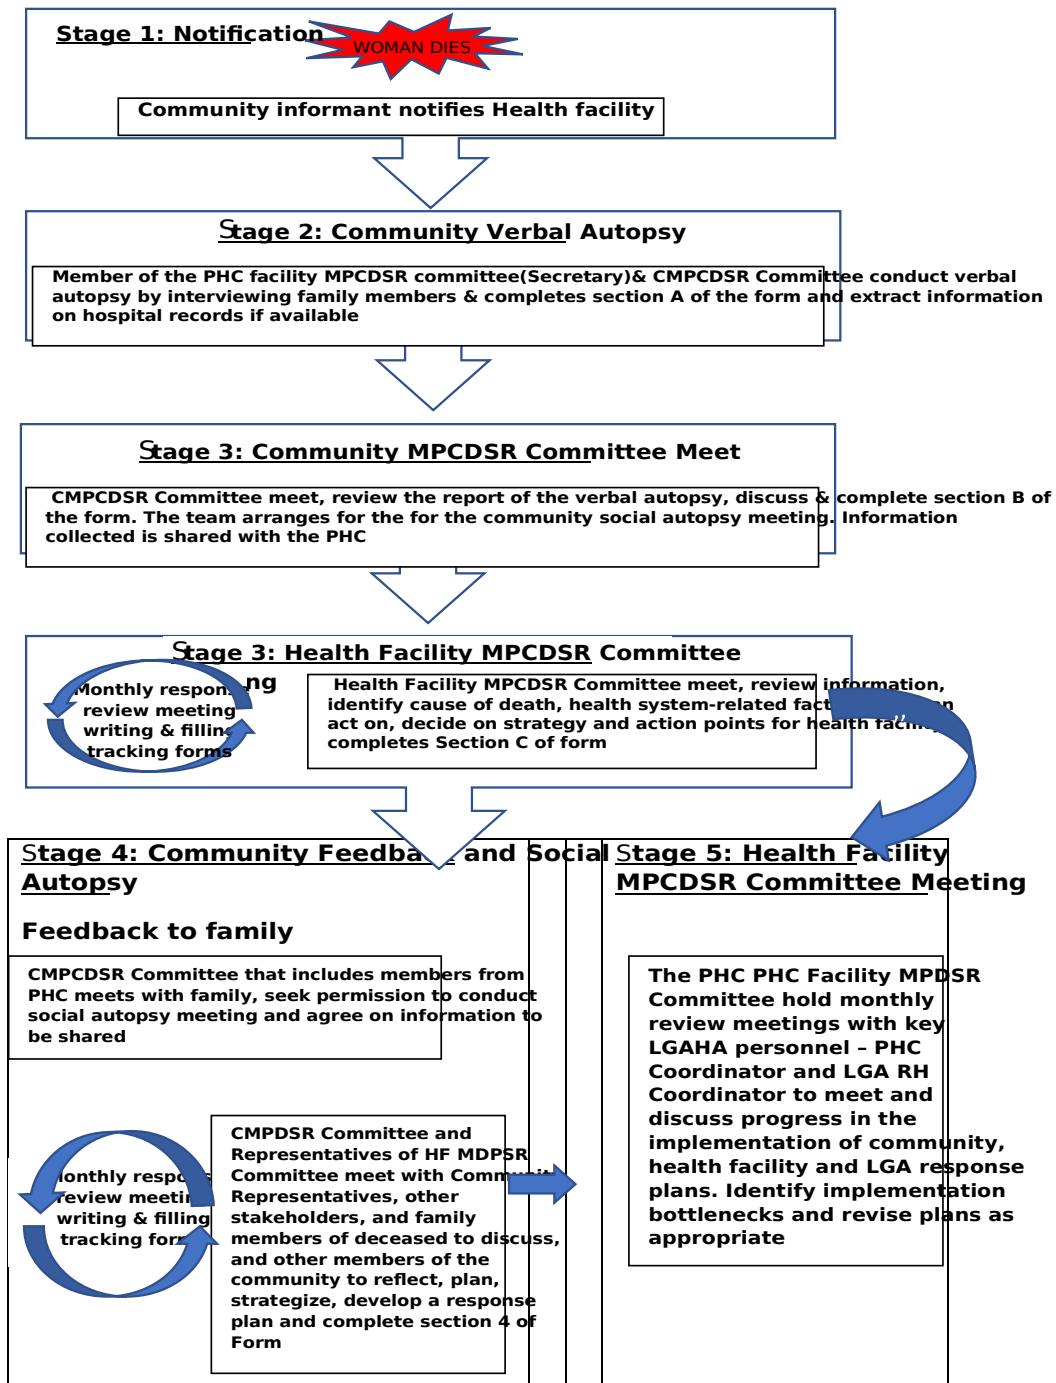 Stage 1: Notification
WOMAN DIES
Community informant notifies Health facility
Stage 2: Community Verbal Autopsy
Member of the PHC facility MPCDSR committee(Secretary)& CMPCDSR Committee conduct verbal
autopsy by interviewing family members & completes section A of the form and extract information
on hospital records if available
Stage 3: Community MPCDSR Committee Meet
CMPCDSR Committee meet, review the report of the verbal autopsy, discuss & complete section B of
the form. The team arranges for the for the community social autopsy meeting. Information
collected is shared with the PHC
Stage 3: Health Facility MPCDSR Committee
ng
Monthly respons
review meeting
writing & filling
tracking forms
Health Facility MPCDSR Committee meet, review information,
identify cause of death, health system-related fact
act on, decide on strategy and action points for health facility
completes Section C of form
Stage 4: Community Feedback and Social
Autopsy
Feedback to family
CMPCDSR Committee that includes members from
PHC meets with family, seek permission to conduct
social autopsy meeting and agree on information to
be shared
Monthly respons
review meetin
writing & filling
tracking form
CMPDSR Committee and
Representatives of HF MDPSR
Committee meet with Community
Representatives, other
stakeholders, and family
members of deceased to discuss,
and other members of the
community to reflect, plan,
strategize, develop a response
plan and complete section 4 of
Form
Stage 5: Health Facility
MPCDSR Committee Meeting
The PHC PHC Facility MPDSR
Committee hold monthly
review meetings with key
LGAHA personnel – PHC
Coordinator and LGA RH
Coordinator to meet and
discuss progress in the
implementation of community,
health facility and LGA response
plans. Identify implementation
bottlenecks and revise plans as
appropriate